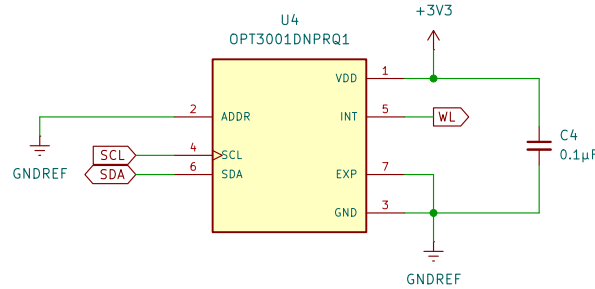 +3V3
U4
OPT3001DNPRQ1
VDD 1
2 ADDR
INT 5
WL
C4
0.1µF
SCL 4 SCL
SDA 6 SDA
EXP 7
GNDREF
GND 3
GNDREF